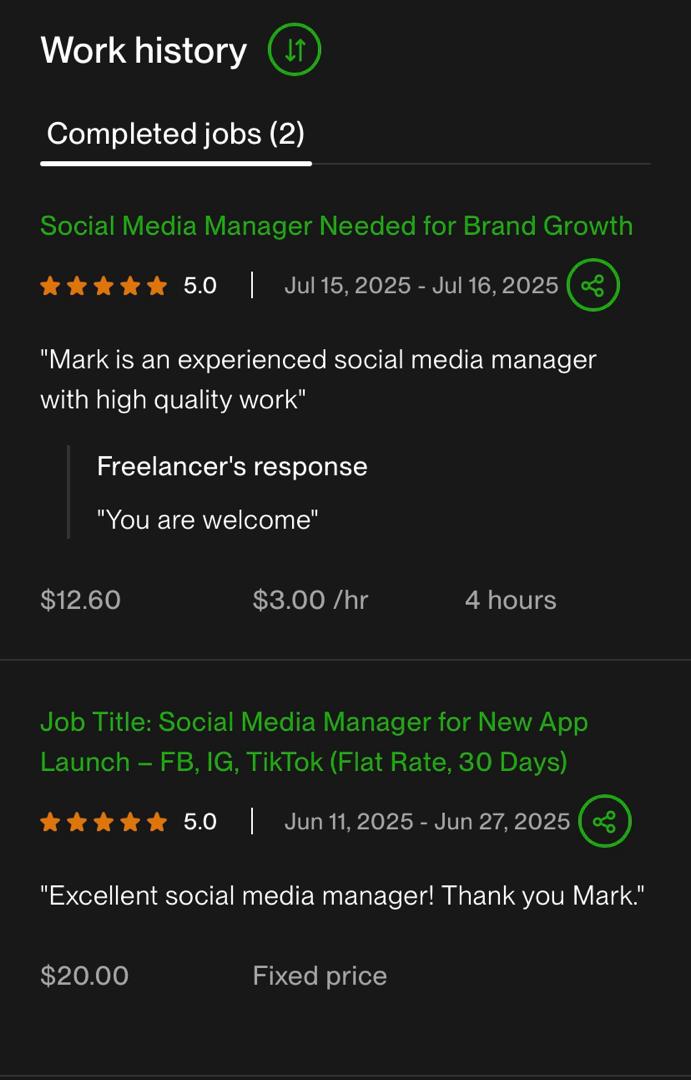 Work history
Completed jobs (2)
Social Media Manager Needed for Brand Growth
5.0 | Jul 15, 2025 - Jul 16, 2025
"Mark is an experienced social media manager
with high quality work"
Freelancer's response
"You are welcome"
$12.60 $3.00 /hr 4 hours
Job Title: Social Media Manager for New App
Launch – FB, IG, TikTok (Flat Rate, 30 Days)
5.0 | Jun 11, 2025 - Jun 27, 2025
"Excellent social media manager! Thank you Mark."
$20.00 Fixed price